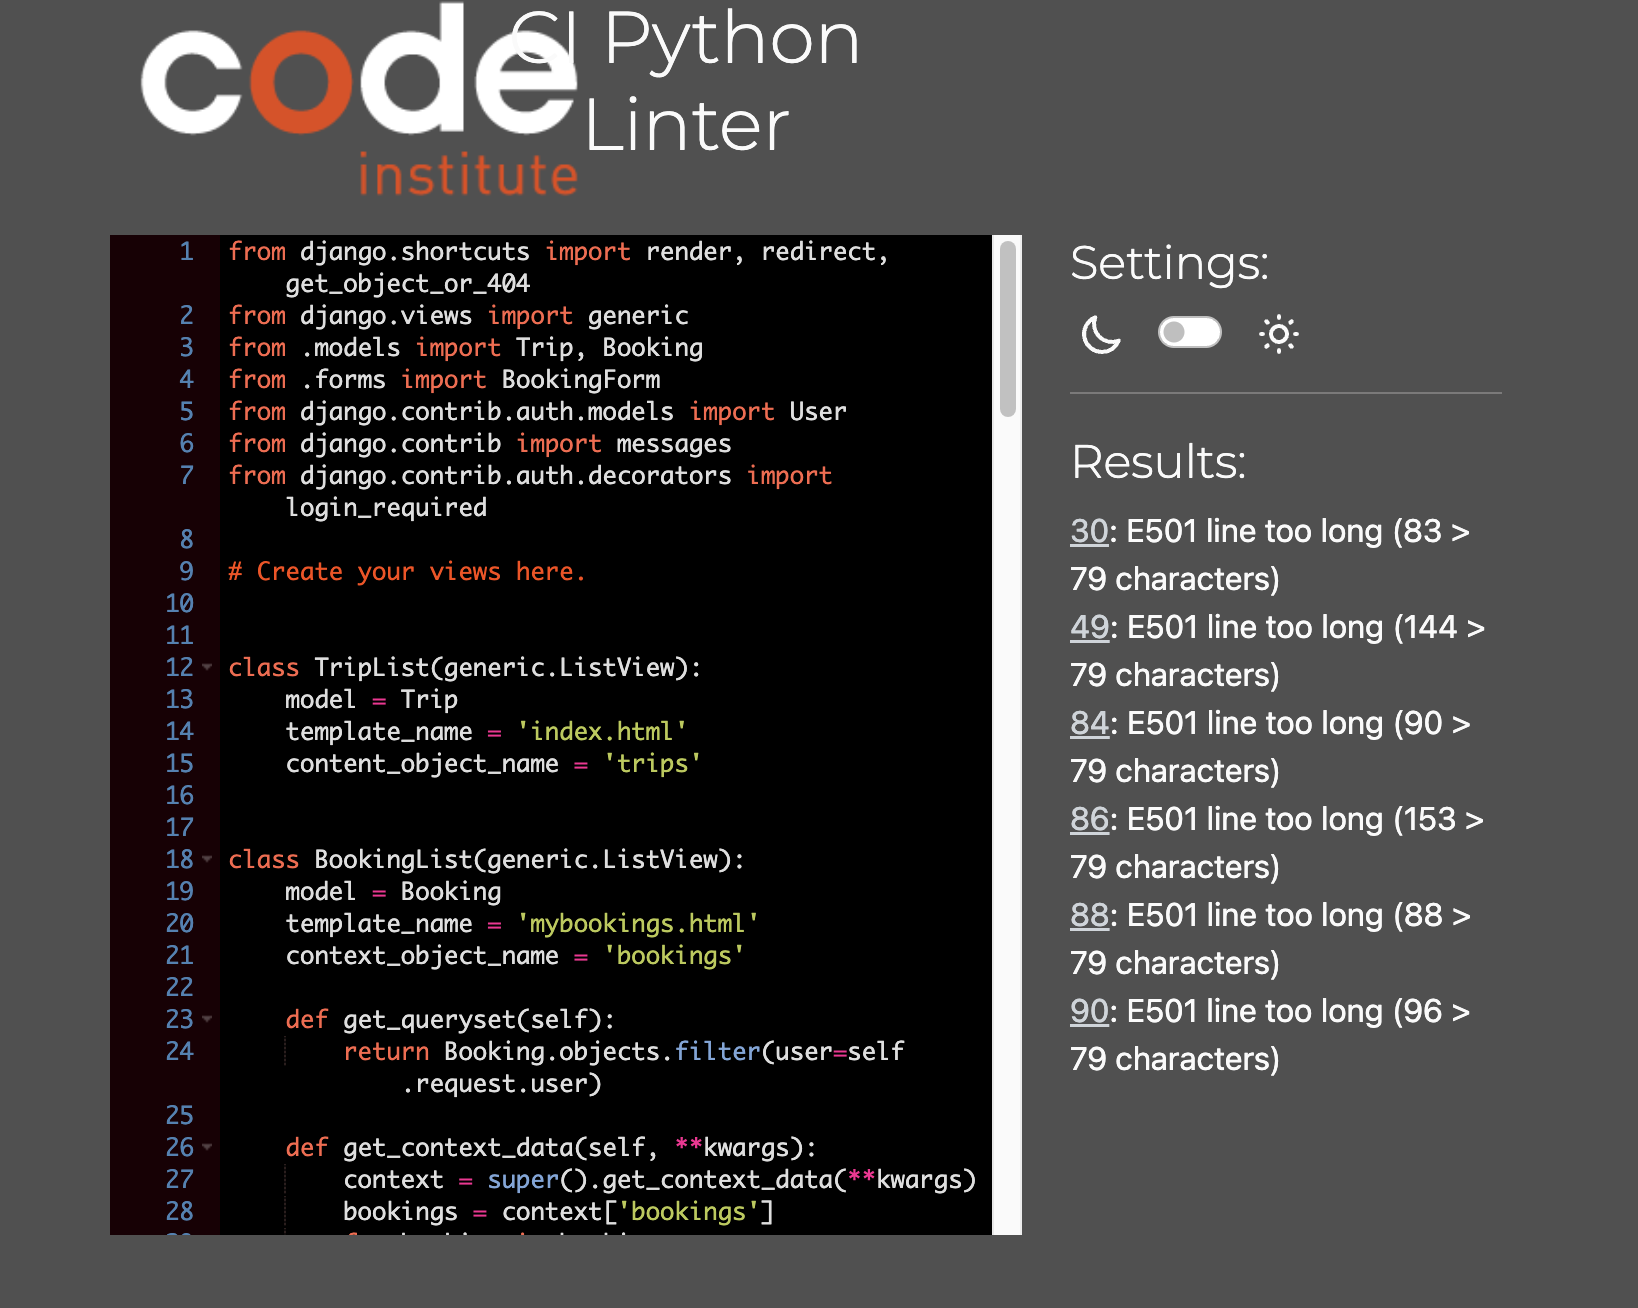 code
institute
CI Python
Linter
1 from django.shortcuts import render, redirect,
get_object_or_404
2 from django.views import generic
3 from .models import Trip, Booking
4 from .forms import BookingForm
5 from django.contrib.auth.models import User
6 from django.contrib import messages
7 from django.contrib.auth.decorators import
login_required
8
9 # Create your views here.
10
11
12 class TripList(generic.ListView):
13 model = Trip
14 template_name = 'index.html'
15 content_object_name = 'trips'
16
17
18 class BookingList(generic.ListView):
19 model = Booking
20 template_name = 'mybookings.html'
21 context_object_name = 'bookings'
22
23 def get_queryset(self):
24 return Booking.objects.filter(user=self
.request.user)
25
26 def get_context_data(self, **kwargs):
27 context = super().get_context_data(**kwargs)
28 bookings = context['bookings']
Settings:
Results:
30: E501 line too long (83 >
79 characters)
49: E501 line too long (144 >
79 characters)
84: E501 line too long (90 >
79 characters)
86: E501 line too long (153 >
79 characters)
88: E501 line too long (88 >
79 characters)
90: E501 line too long (96 >
79 characters)